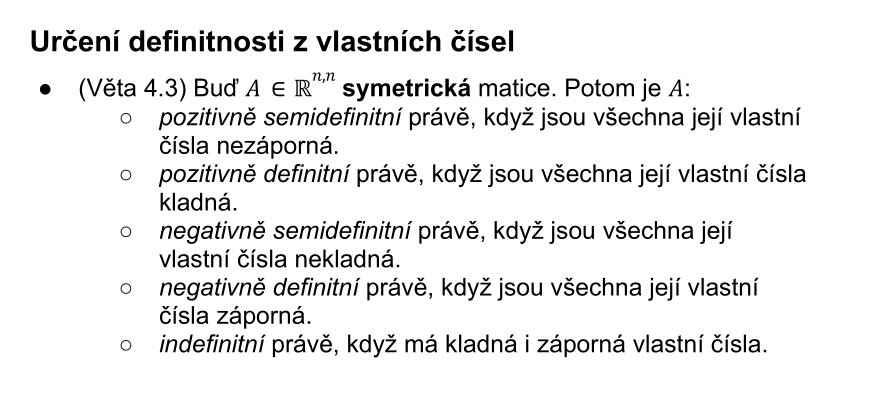 Určení definitnosti z vlastních čísel
● (Věta 4.3) Buď A ∈ ℝⁿ,ⁿ symetrická matice. Potom je A:
○ pozitivně semidefinitní právě, když jsou všechna její vlastní
čísla nezáporná.
○ pozitivně definitní právě, když jsou všechna její vlastní čísla
kladná.
○ negativně semidefinitní právě, když jsou všechna její
vlastní čísla nekladná.
○ negativně definitní právě, když jsou všechna její vlastní
čísla záporná.
○ indefinitní právě, když má kladná i záporná vlastní čísla.